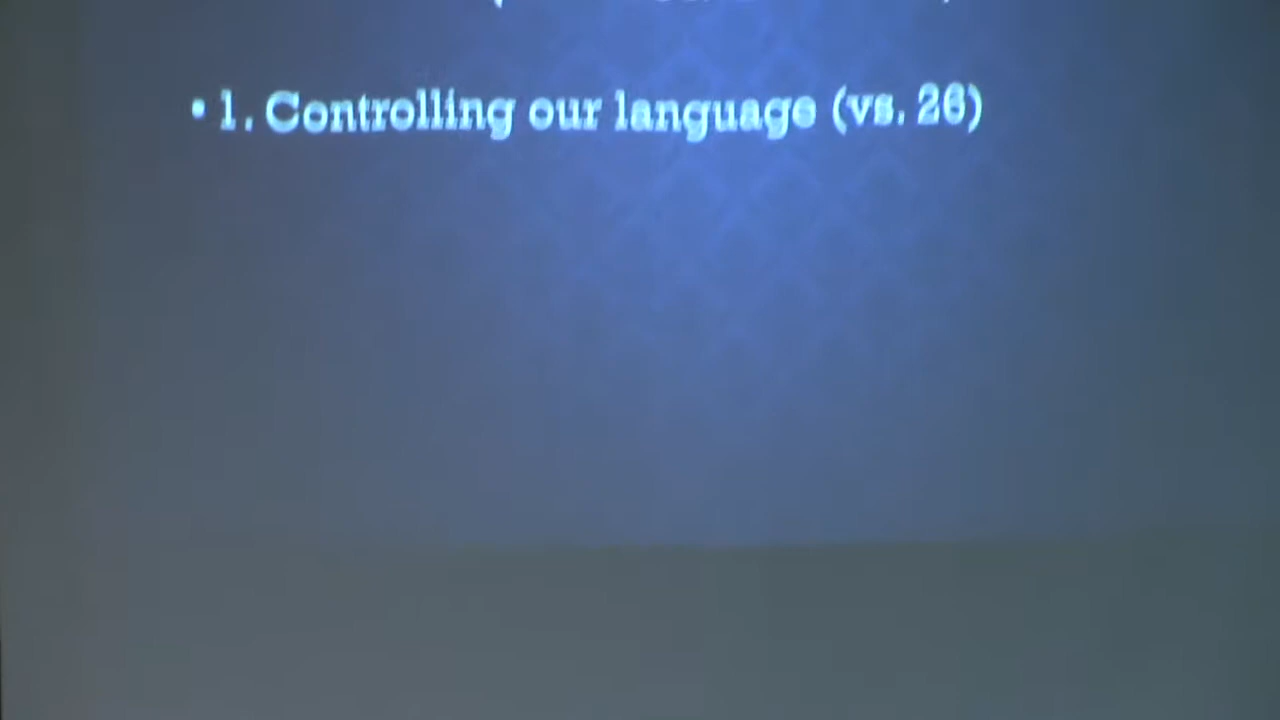 • 1. Controlling our language (vs. 26)